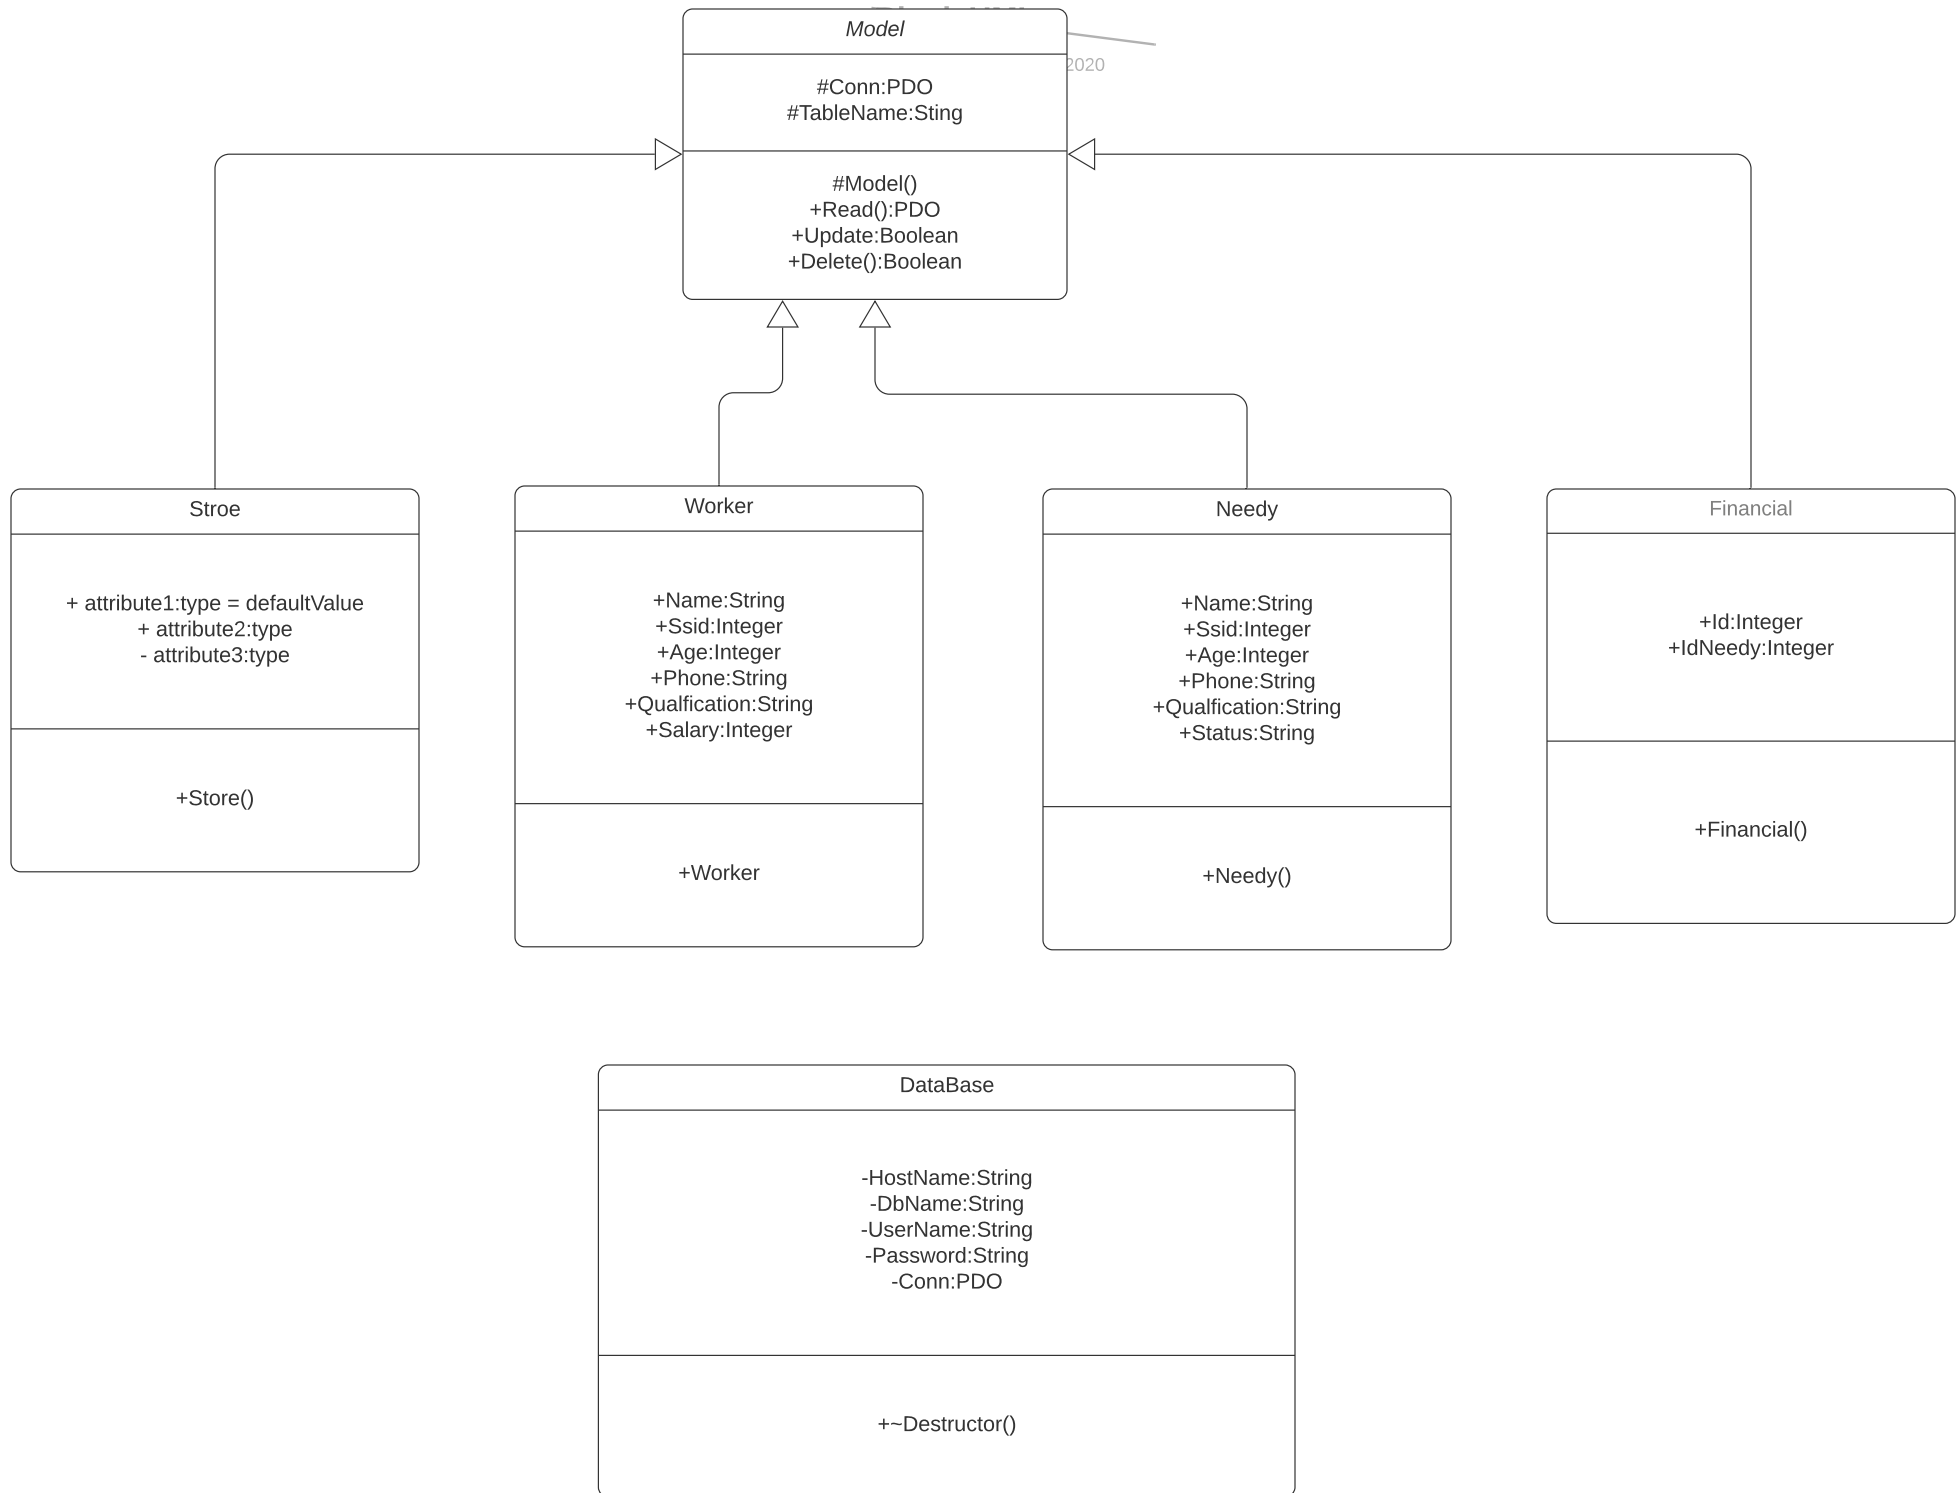 Model
2020
#Conn:PDO
#TableName:Sting
#Model()
+Read():PDO
+Update:Boolean
+Delete():Boolean
Stroe
+ attribute1:type = defaultValue
+ attribute2:type
- attribute3:type
+Store()
Worker
+Name:String
+Ssid:Integer
+Age:Integer
+Phone:String
+Qualfication:String
+Salary:Integer
+Worker
Needy
+Name:String
+Ssid:Integer
+Age:Integer
+Phone:String
+Qualfication:String
+Status:String
+Needy()
Financial
+Id:Integer
+IdNeedy:Integer
+Financial()
DataBase
-HostName:String
-DbName:String
-UserName:String
-Password:String
-Conn:PDO
+~Destructor()